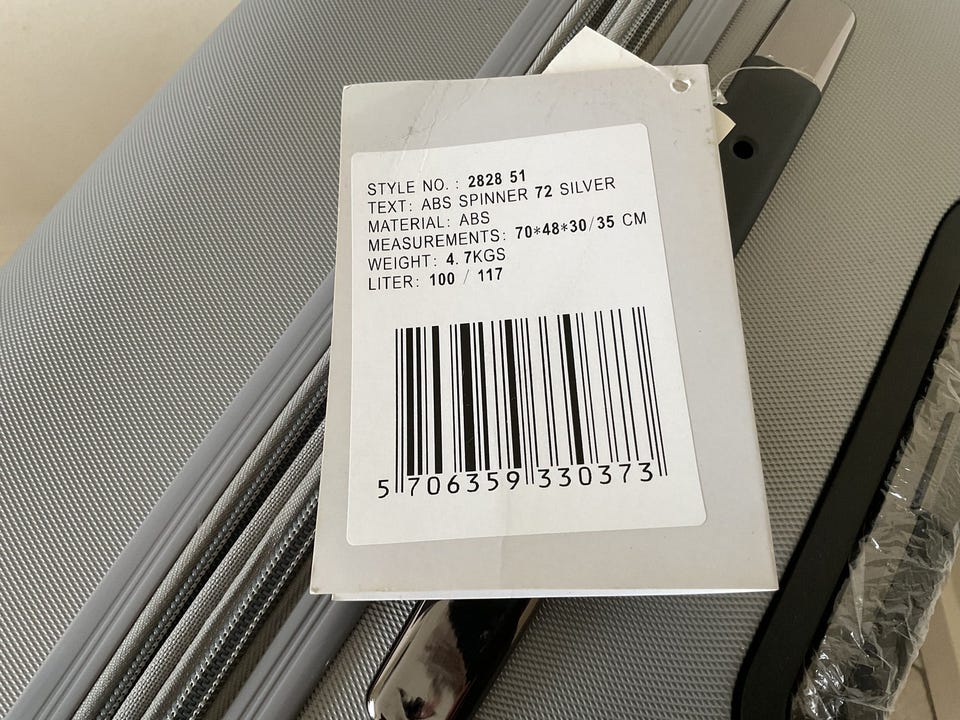 STYLE NO. : 2828 51
TEXT: ABS SPINNER 72 SILVER
MATERIAL: ABS
MEASUREMENTS: 70*48*30/35 CM
WEIGHT: 4.7KGS
LITER: 100 / 117
5 706359 330373